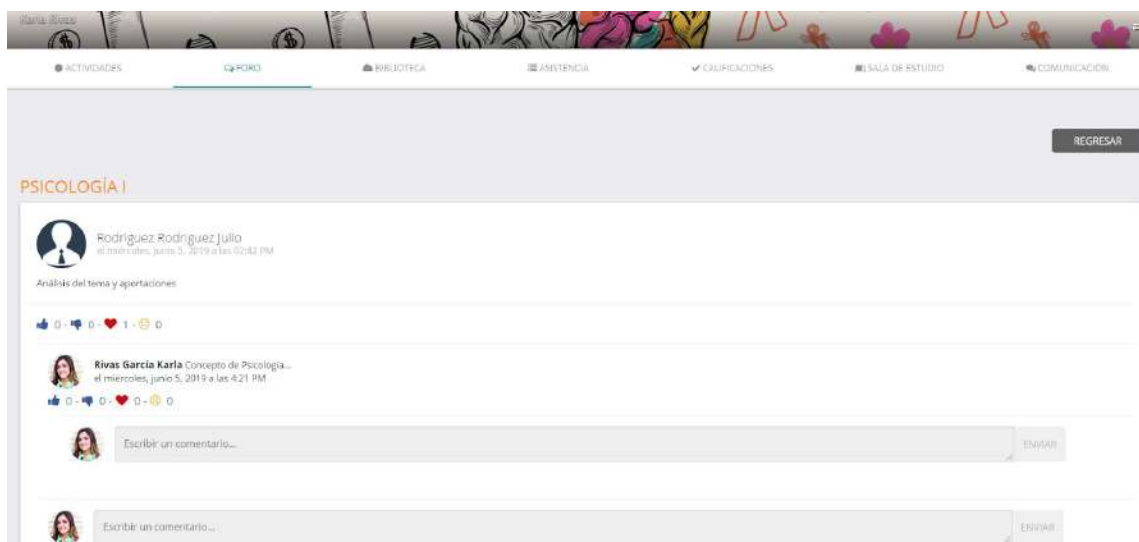 Karla Rivas
ACTIVIDADES FORO BIBLIOTECA ASISTENCIA CALIFICACIONES SALA DE ESTUDIO COMUNICACIÓN
REGRESAR
PSICOLOGÍA I
Rodriguez Rodriguez Julio
el miercoles, junio 5, 2019 a las 02:42 PM
Análisis del tema y aportaciones
0 - 0 - 1 - 0
Rivas García Karla Concepto de Psicología...
el miercoles, junio 5, 2019 a las 4:21 PM
0 - 0 - 0 - 0
Escribir un comentario... ENVIAR
Escribir un comentario... ENVIAR